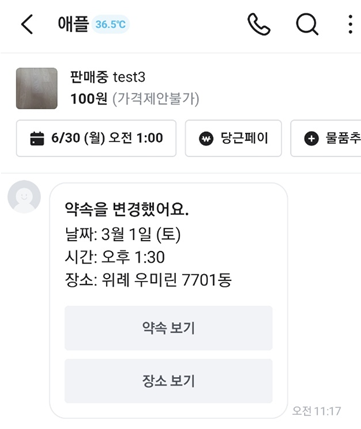 애플 36.5℃
판매중 test3
100원 (가격제안불가)
6/30 (월) 오전 1:00
당근페이
물품추
약속을 변경했어요.
날짜: 3월 1일 (토)
시간: 오후 1:30
장소: 위례 우미린 7701동
약속 보기
장소 보기
오전 11:17